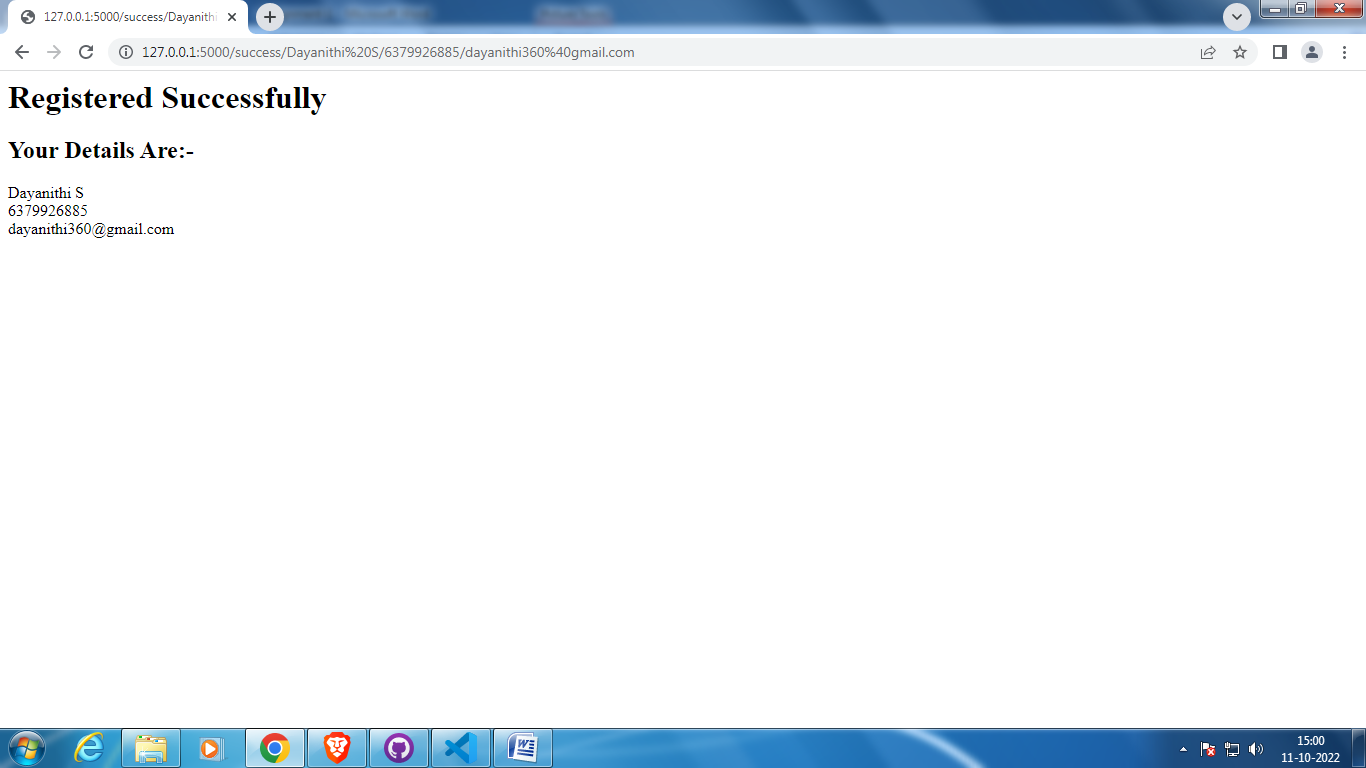 127.0.0.1:5000/success/Dayanithi
127.0.0.1:5000/success/Dayanithi%20S/6379926885/dayanithi360%40gmail.com
Registered Successfully
Your Details Are:-
Dayanithi S
6379926885
dayanithi360@gmail.com
15:00
11-10-2022